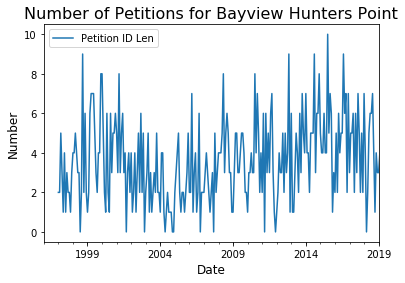 Number of Petitions for Bayview Hunters Point
Petition ID Len
Number
10
8
6
4
2
0
1999
2004
2009
2014
2019
Date